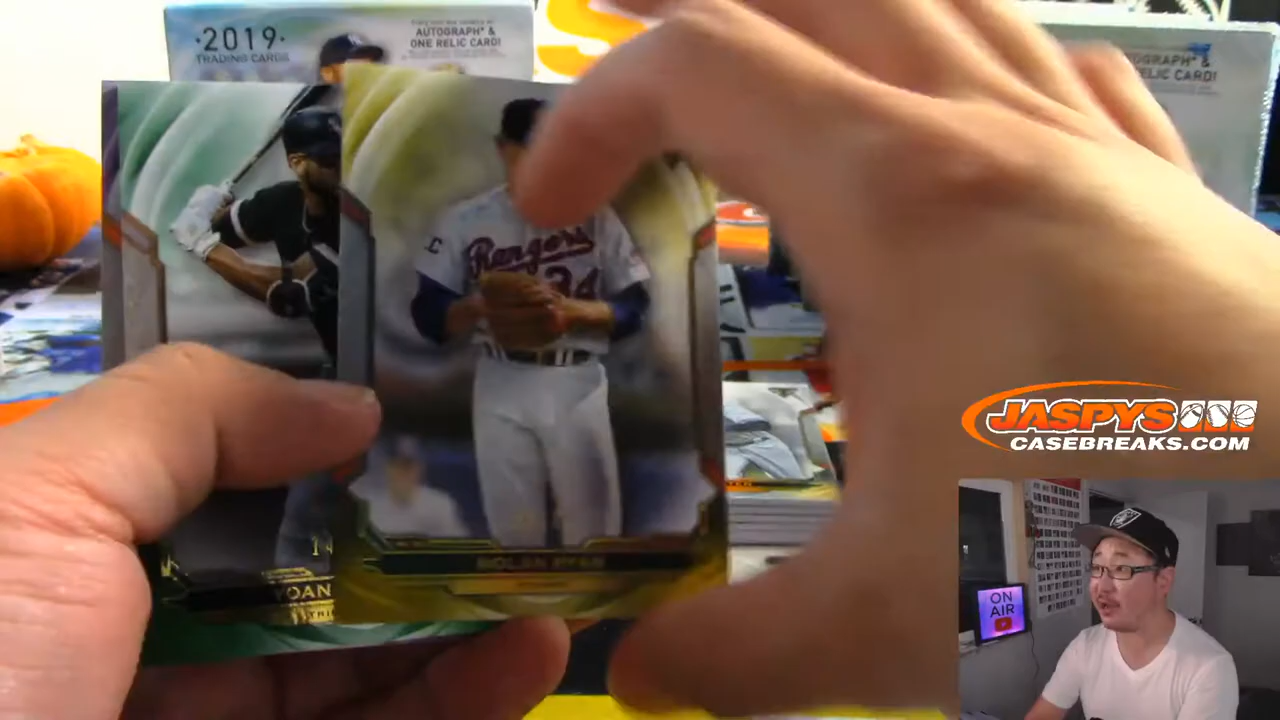 ·2019·
TRADING CARDS
AUTOGRAPH* &
ONE RELIC CARD!
AUTOGRAPH* &
RELIC CARD!
Rangers
34
NOLAN RYAN
YOAN
JASPYS
CASEBREAKS.COM
ON
AIR